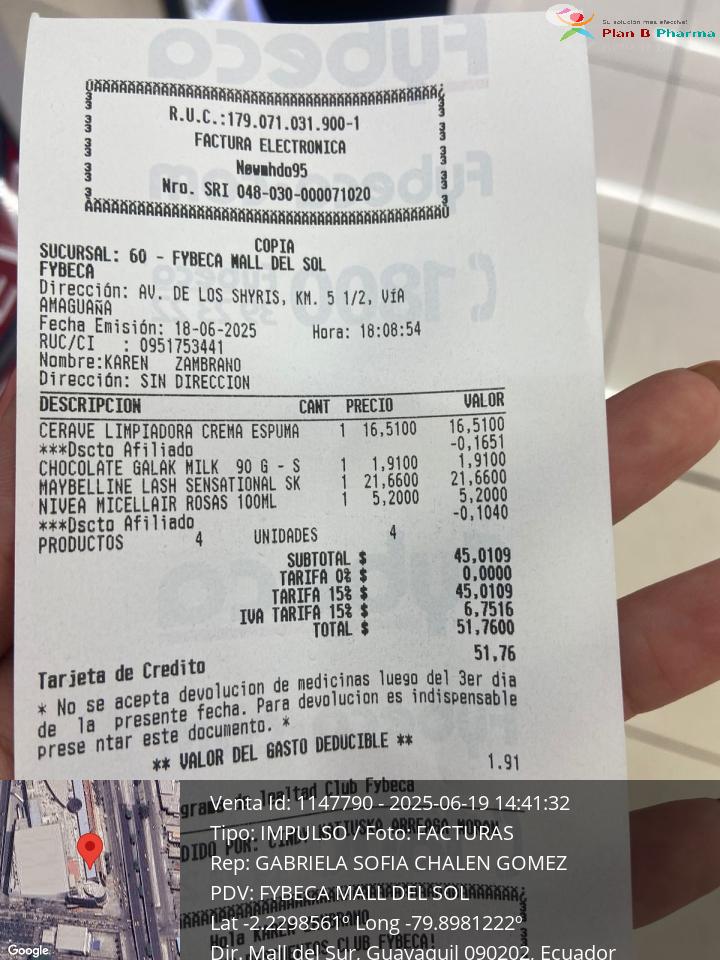 Su solución más efectiva!
Plan B Pharma
R.U.C.:179.071.031.900-1
FACTURA ELECTRONICA
Newmhdo95
Nro. SRI 048-030-000071020
COPIA
SUCURSAL: 60 - FYBECA MALL DEL SOL
FYBECA
Dirección: AV. DE LOS SHYRIS, KM. 5 1/2, VíA
AMAGUAñA
Fecha Emisión: 18-06-2025 Hora: 18:08:54
RUC/CI : 0951753441
Nombre:KAREN ZAMBRANO
Dirección: SIN DIRECCION
DESCRIPCION CANT PRECIO VALOR
CERAVE LIMPIADORA CREMA ESPUMA 1 16,5100 16,5100
***Dscto Afiliado -0,1651
CHOCOLATE GALAK MILK 90 G - S 1 1,9100 1,9100
MAYBELLINE LASH SENSATIONAL SK 1 21,6600 21,6600
NIVEA MICELLAIR ROSAS 100ML 1 5,2000 5,2000
***Dscto Afiliado -0,1040
PRODUCTOS 4 UNIDADES 4
SUBTOTAL $ 45,0109
TARIFA 0% $ 0,0000
TARIFA 15% $ 45,0109
IVA TARIFA 15% $ 6,7516
TOTAL $ 51,7600
51,76
Tarjeta de Credito
* No se acepta devolucion de medicinas luego del 3er dia
de la presente fecha. Para devolucion es indispensable
prese ntar este documento. *
** VALOR DEL GASTO DEDUCIBLE ** 1.91
Club Fybeca
Venta Id: 1147790 - 2025-06-19 14:41:32
Tipo: IMPULSO / Foto: FACTURAS
Rep: GABRIELA SOFIA CHALEN GOMEZ
PDV: FYBECA MALL DEL SOL
Lat -2.2298561° Long -79.8981222°
Dir. Mall del Sur, Guayaquil 090202, Ecuador
Google